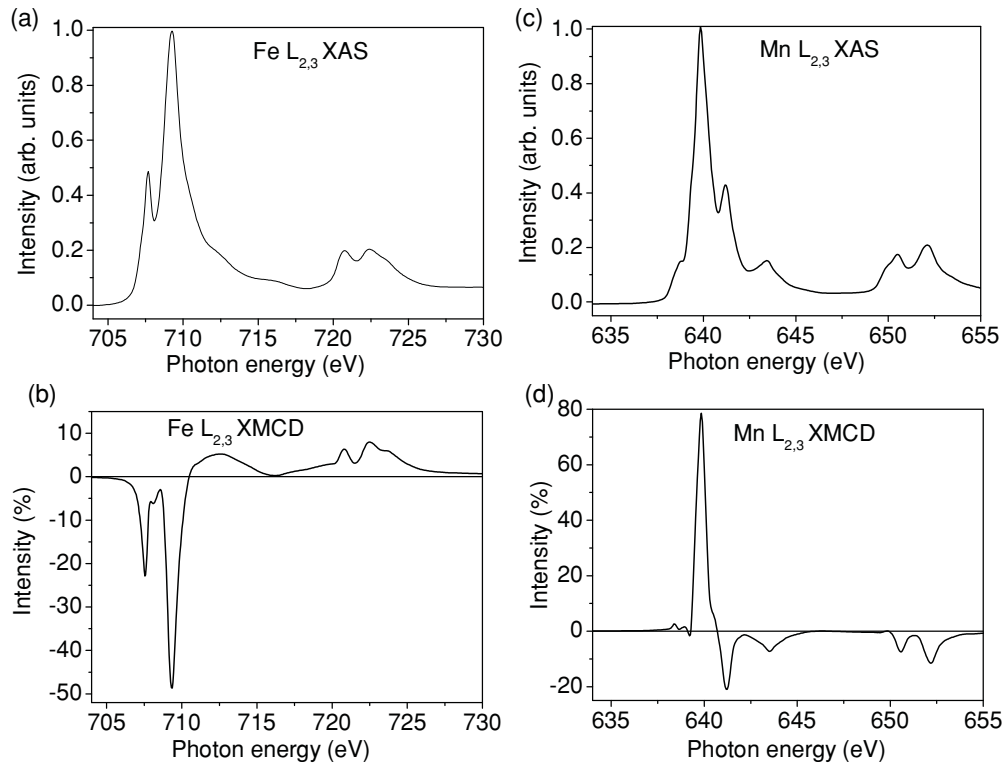 (a)
Fe L2,3 XAS
Intensity (arb. units)
1.0
0.8
0.6
0.4
0.2
0.0
705 710 715 720 725 730
Photon energy (eV)
(c)
Mn L2,3 XAS
Intensity (arb. units)
1.0
0.8
0.6
0.4
0.2
0.0
635 640 645 650 655
Photon energy (eV)
(b)
Fe L2,3 XMCD
Intensity (%)
10
0
-10
-20
-30
-40
-50
705 710 715 720 725 730
Photon energy (eV)
(d)
Mn L2,3 XMCD
Intensity (%)
80
60
40
20
0
-20
635 640 645 650 655
Photon energy (eV)